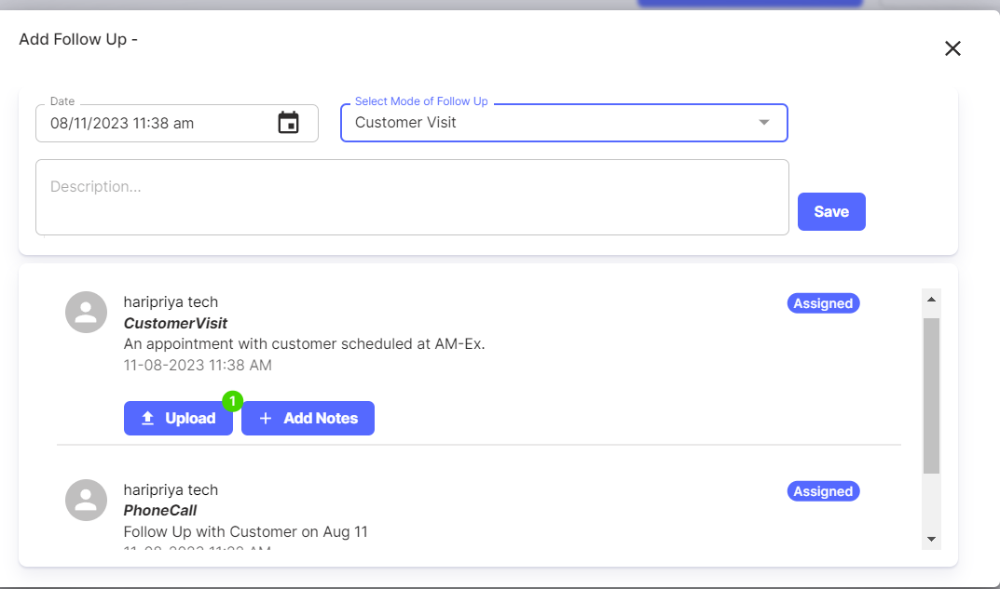 Add Follow Up -
Date
Select Mode of Follow Up
08/11/2023 11:38 am
Customer Visit
Description...
Save
haripriya tech
Assigned
CustomerVisit
An appointment with customer scheduled at AM-Ex.
11-08-2023 11:38 AM
1
Upload
+ Add Notes
haripriya tech
Assigned
PhoneCall
Follow Up with Customer on Aug 11